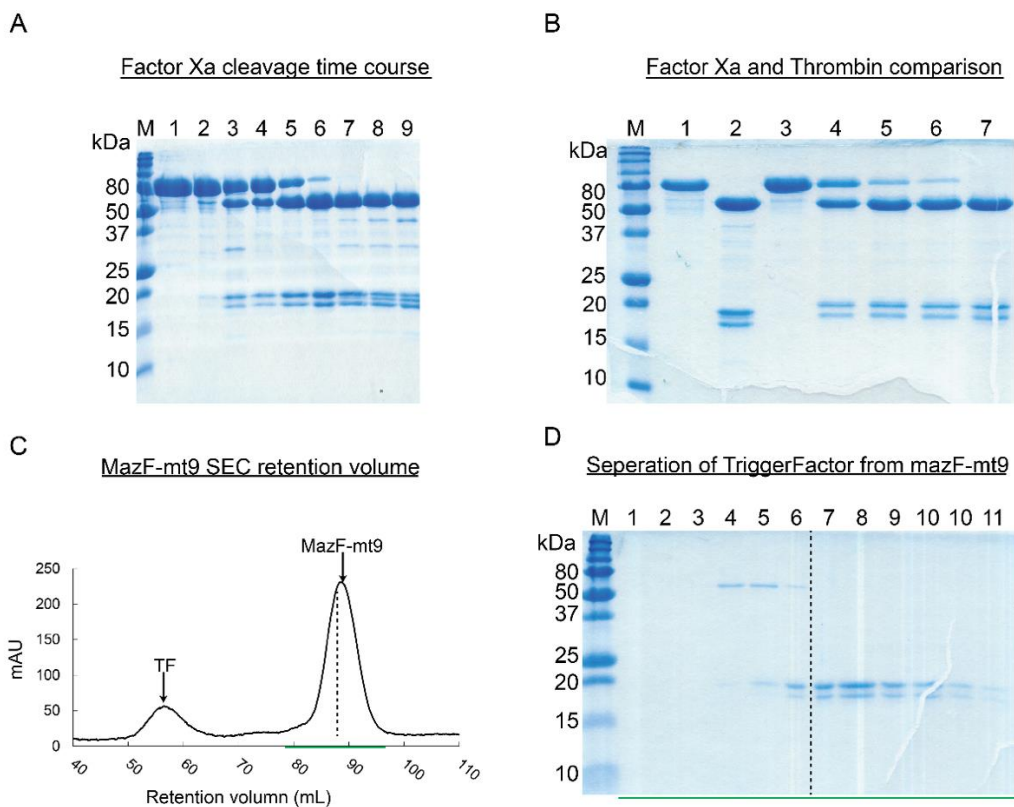 A
Factor Xa cleavage time course
kDa M 1 2 3 4 5 6 7 8 9
80
50
37
25
20
15
10
B
Factor Xa and Thrombin comparison
M 1 2 3 4 5 6 7
kDa
80
50
37
25
20
15
10
C
MazF-mt9 SEC retention volume
MazF-mt9
250
200
150
100
50
0
mAU
TF
40 50 60 70 80 90 100 110
Retention volumn (mL)
D
Seperation of TriggerFactor from mazF-mt9
M 1 2 3 4 5 6 7 8 9 10 10 11
kDa
80
50
37
25
20
15
10